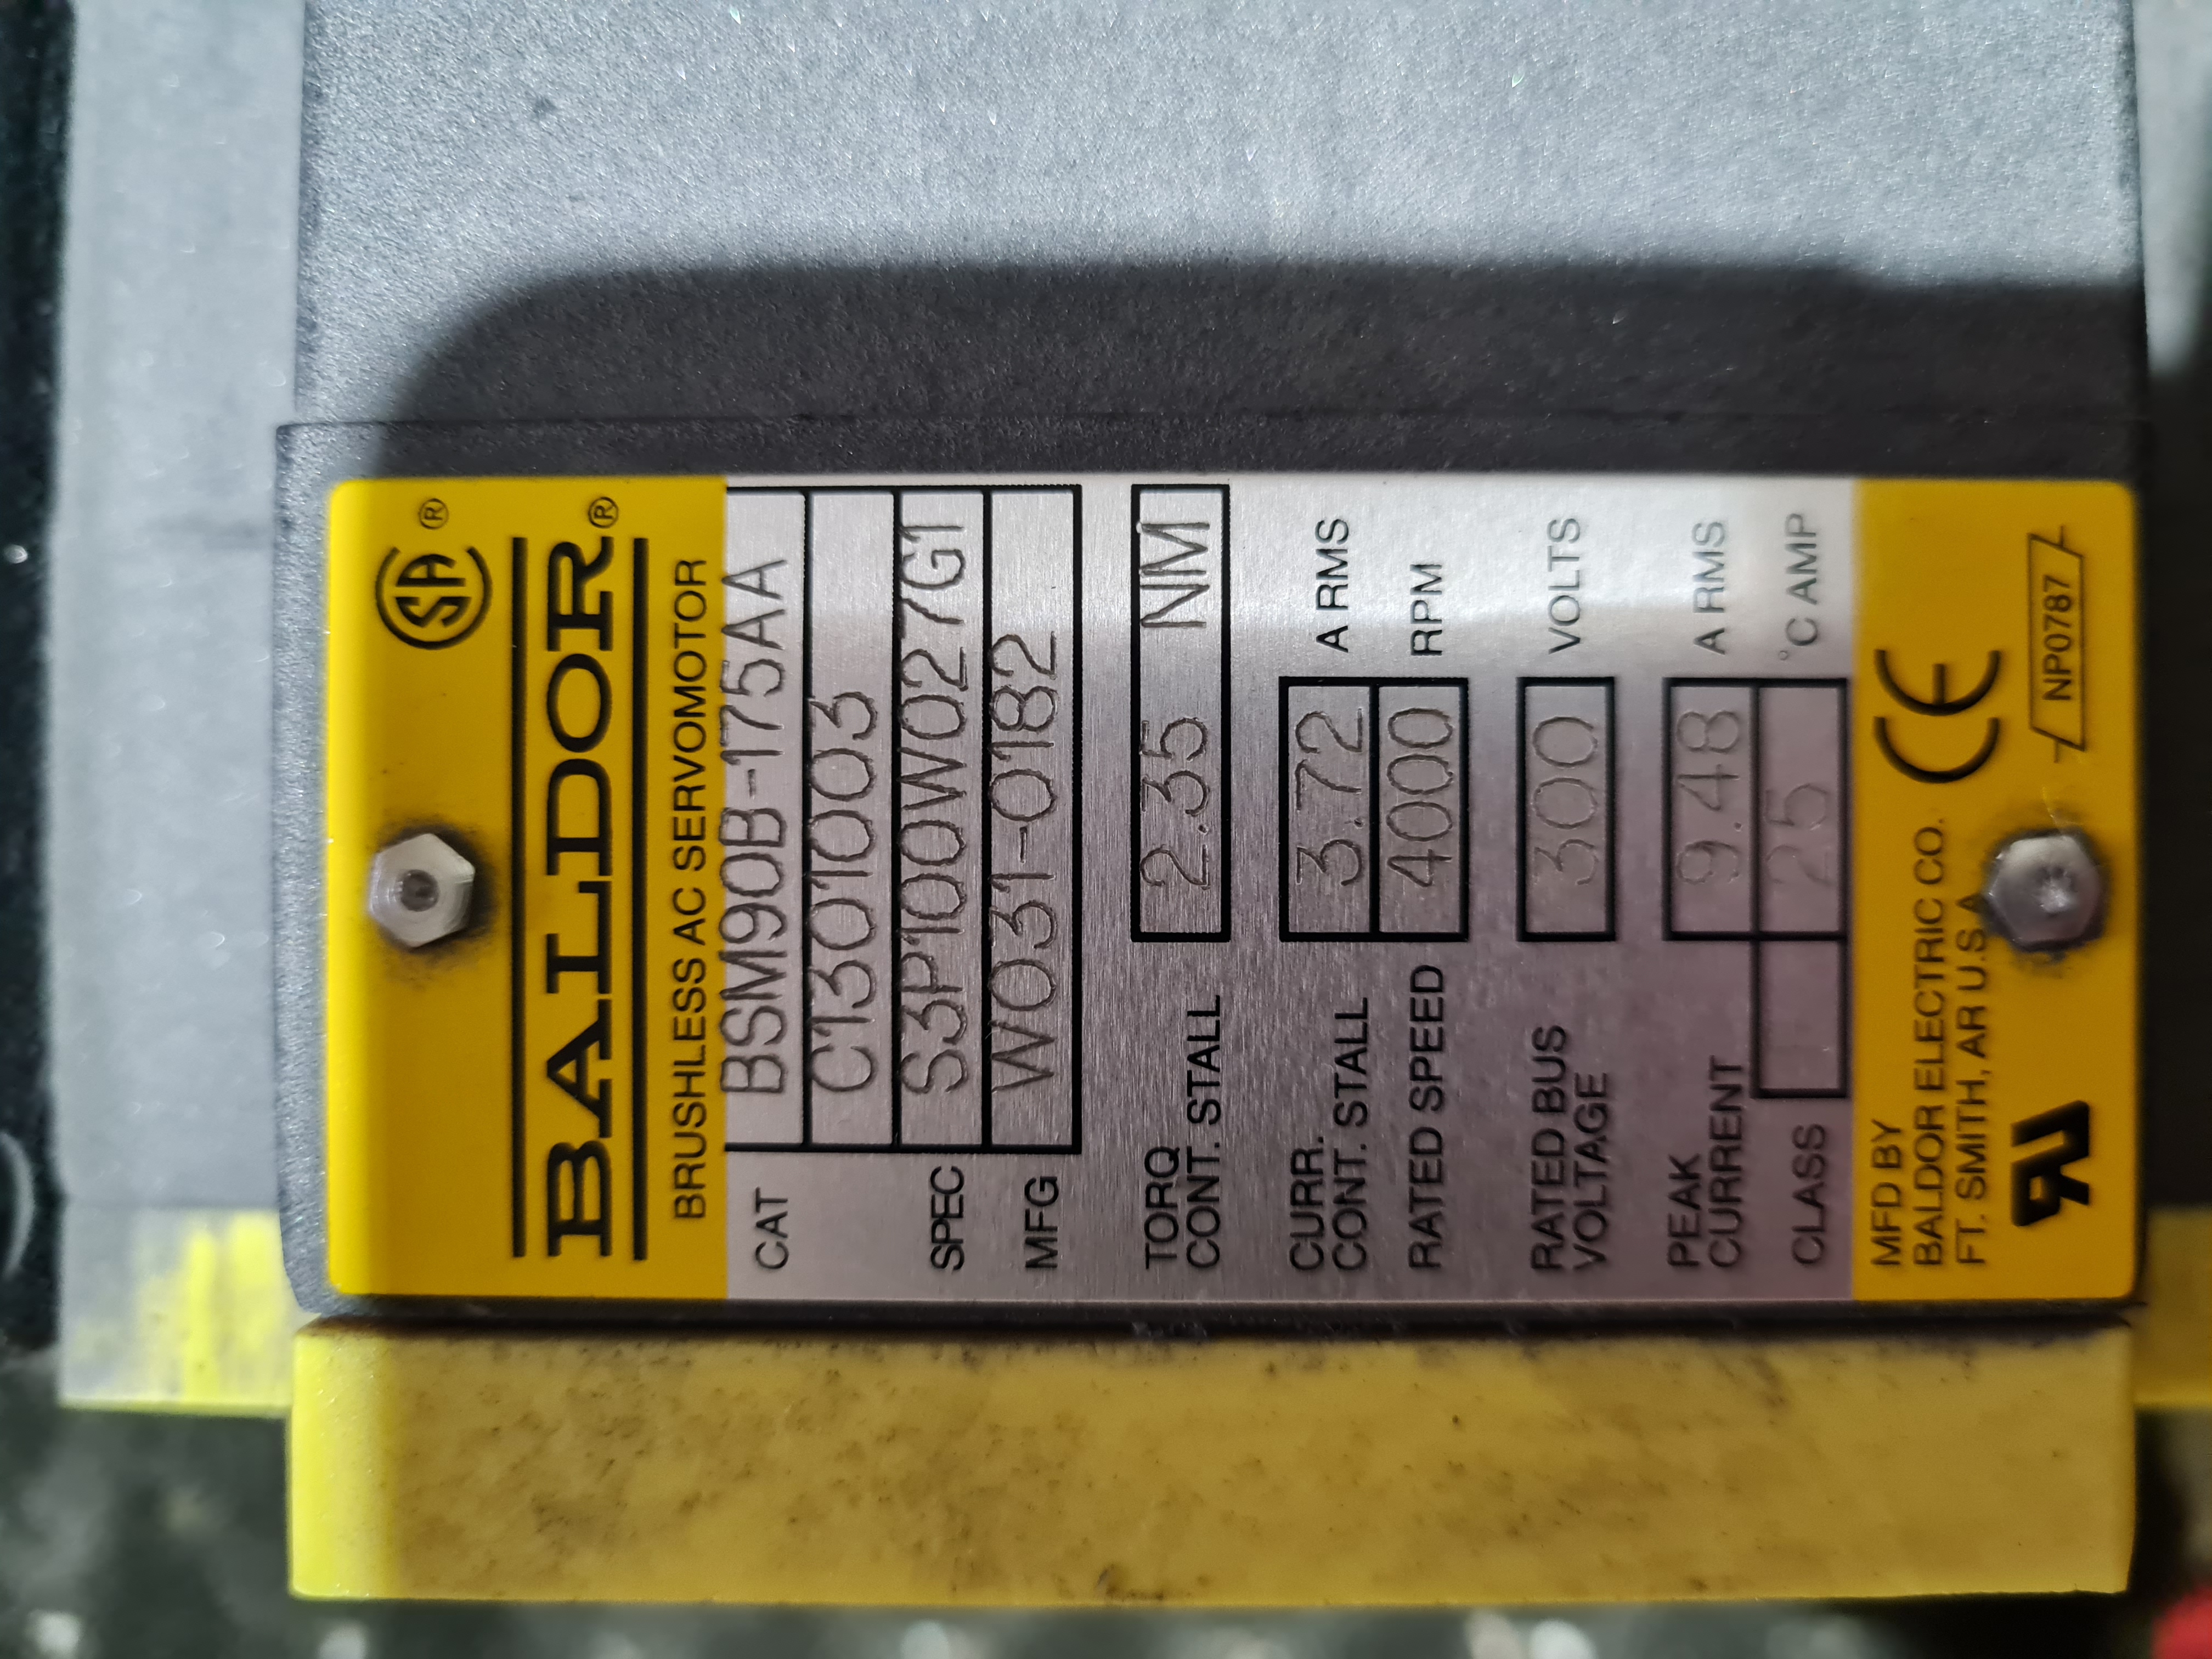 SA ®
BALDOR®
BRUSHLESS AC SERVOMOTOR
CAT BSM90B-175AA
C1301003
SPEC S3P100W027G1
MFG W031-0182
TORQ
CONT. STALL 2.35 NM
CURR.
CONT. STALL 3.72 A RMS
RATED SPEED 4000 RPM
RATED BUS
VOLTAGE 300 VOLTS
PEAK
CURRENT 9.48 A RMS
CLASS 25 °C AMP
MFD BY
BALDOR ELECTRIC CO.
FT. SMITH, AR U.S.A
CE
NP0787